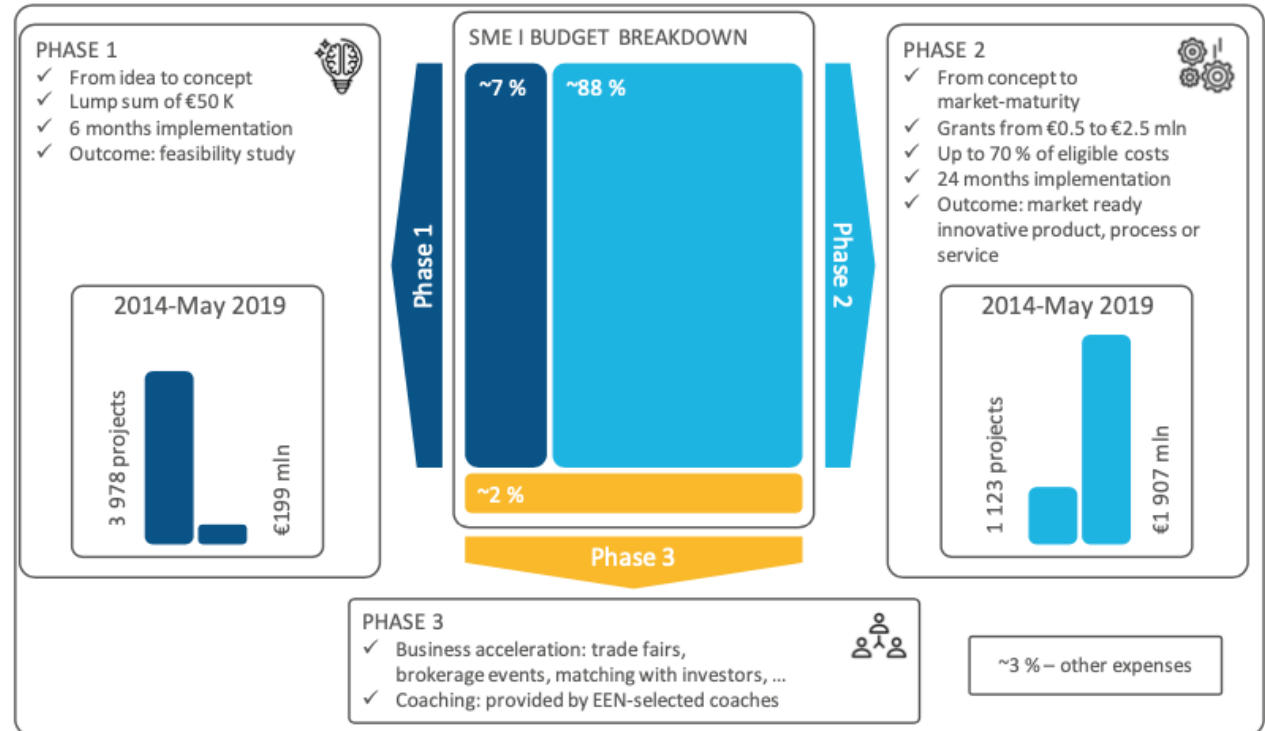 PHASE 1
✓ From idea to concept
✓ Lump sum of €50 K
✓ 6 months implementation
✓ Outcome: feasibility study
2014-May 2019
3 978 projects
€199 mln
SME I BUDGET BREAKDOWN
~7 %
~88 %
~2 %
Phase 1
Phase 2
Phase 3
PHASE 2
✓ From concept to
market-maturity
✓ Grants from €0.5 to €2.5 mln
✓ Up to 70 % of eligible costs
✓ 24 months implementation
✓ Outcome: market ready
innovative product, process or
service
2014-May 2019
1 123 projects
€1 907 mln
PHASE 3
✓ Business acceleration: trade fairs,
brokerage events, matching with investors, ...
✓ Coaching: provided by EEN-selected coaches
~3 % – other expenses